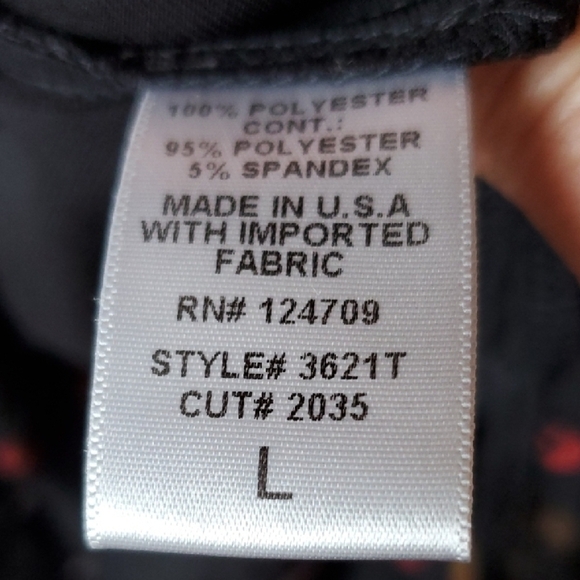 100% POLYESTER
CONT.:
95% POLYESTER
5% SPANDEX
MADE IN U.S.A
WITH IMPORTED
FABRIC
RN# 124709
STYLE# 3621T
CUT# 2035
L